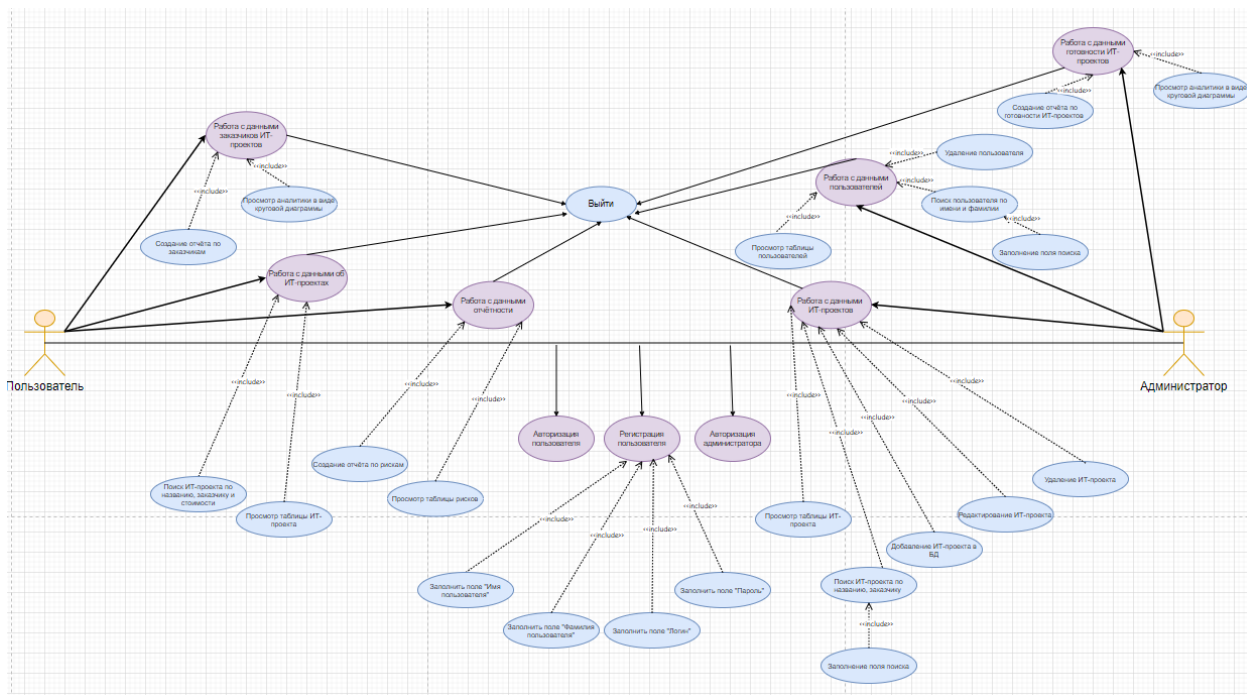 Работа с данными
готовности ИТ-
проектов
<<include>>
<<include>>
Просмотр аналитики в виде
круговой диаграммы
Создание отчёта по
готовности ИТ-проектов
Работа с данными
заказчиков ИТ-
проектов
<<include>>
<<include>>
Просмотр аналитики в виде
круговой диаграммы
Создание отчёта по
заказчикам
Выйти
<<include>>
Удаление пользователя
Работа с данными
пользователей
<<include>>
Поиск пользователя по
имени и фамилии
<<include>>
<<include>>
Просмотр таблицы
пользователей
Заполнение поля поиска
Работа с данными об
ИТ-проектах
Работа с данными
отчётности
Работа с данными
ИТ-проектов
Пользователь
Администратор
<<include>>
<<include>>
<<include>>
<<include>>
<<include>>
<<include>>
<<include>>
<<include>>
<<include>>
Авторизация
пользователя
Регистрация
пользователя
Авторизация
администратора
Создание отчёта по рискам
Просмотр таблицы рисков
Поиск ИТ-проекта по
названию, заказчику и
стоимости
Просмотр таблицы ИТ-
проекта
Удаление ИТ-проекта
Редактирование ИТ-проекта
Просмотр таблицы ИТ-
проекта
Добавление ИТ-проекта в
БД
<<include>>
<<include>>
<<include>>
<<include>>
Заполнить поле "Имя
пользователя"
Заполнить поле "Фамилия
пользователя"
Заполнить поле "Логин"
Заполнить поле "Пароль"
Поиск ИТ-проекта по
названию, заказчику
<<include>>
Заполнение поля поиска